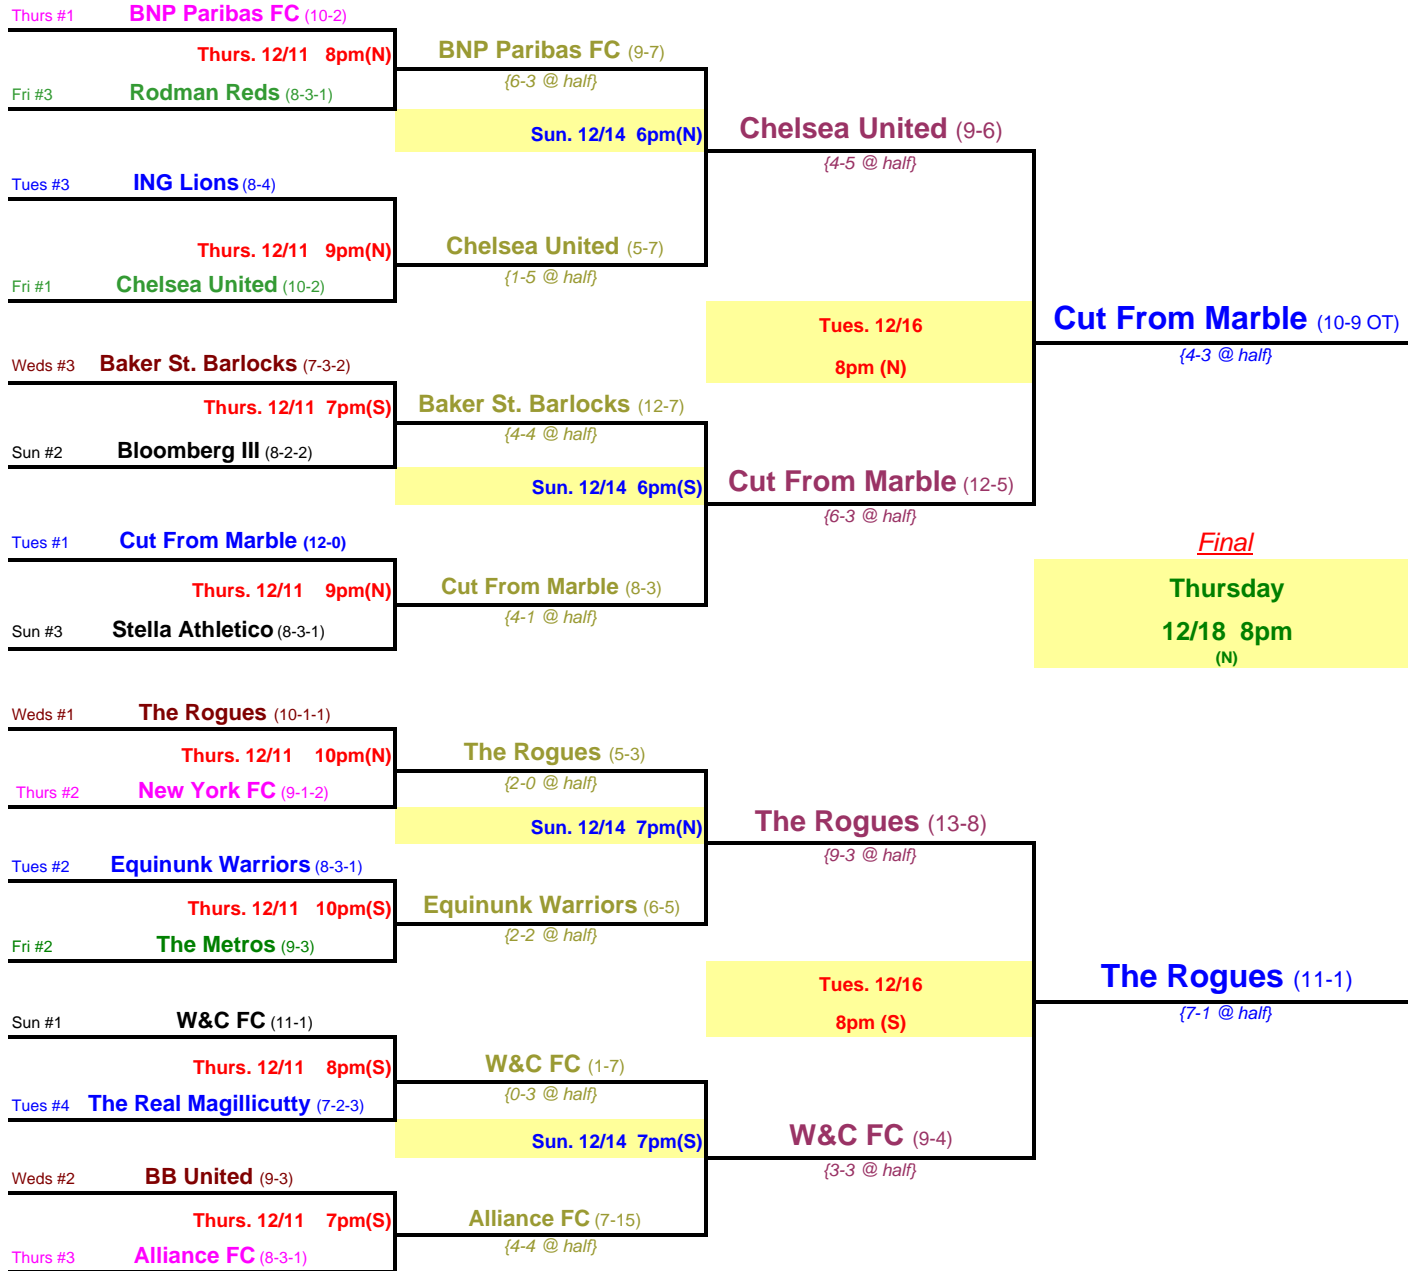 Thurs #1 BNP Paribas FC (10-2)
Thurs. 12/11 8pm(N)
Fri #3 Rodman Reds (8-3-1)
BNP Paribas FC (9-7)
{6-3 @ half}
Sun. 12/14 6pm(N)
Tues #3 ING Lions (8-4)
Thurs. 12/11 9pm(N)
Fri #1 Chelsea United (10-2)
Chelsea United (5-7)
{1-5 @ half}
Chelsea United (9-6)
{4-5 @ half}
Tues. 12/16
8pm (N)
Cut From Marble (10-9 OT)
{4-3 @ half}
Weds #3 Baker St. Barlocks (7-3-2)
Thurs. 12/11 7pm(S)
Sun #2 Bloomberg III (8-2-2)
Baker St. Barlocks (12-7)
{4-4 @ half}
Sun. 12/14 6pm(S)
Cut From Marble (12-5)
{6-3 @ half}
Tues #1 Cut From Marble (12-0)
Thurs. 12/11 9pm(N)
Sun #3 Stella Athletico (8-3-1)
Cut From Marble (8-3)
{4-1 @ half}
Final
Thursday
12/18 8pm
(N)
Weds #1 The Rogues (10-1-1)
Thurs. 12/11 10pm(N)
Thurs #2 New York FC (9-1-2)
The Rogues (5-3)
{2-0 @ half}
Sun. 12/14 7pm(N)
The Rogues (13-8)
{9-3 @ half}
Tues #2 Equinunk Warriors (8-3-1)
Thurs. 12/11 10pm(S)
Fri #2 The Metros (9-3)
Equinunk Warriors (6-5)
{2-2 @ half}
Tues. 12/16
8pm (S)
The Rogues (11-1)
{7-1 @ half}
Sun #1 W&C FC (11-1)
Thurs. 12/11 8pm(S)
Tues #4 The Real Magillicutty (7-2-3)
W&C FC (1-7)
{0-3 @ half}
Sun. 12/14 7pm(S)
W&C FC (9-4)
{3-3 @ half}
Weds #2 BB United (9-3)
Thurs. 12/11 7pm(S)
Thurs #3 Alliance FC (8-3-1)
Alliance FC (7-15)
{4-4 @ half}